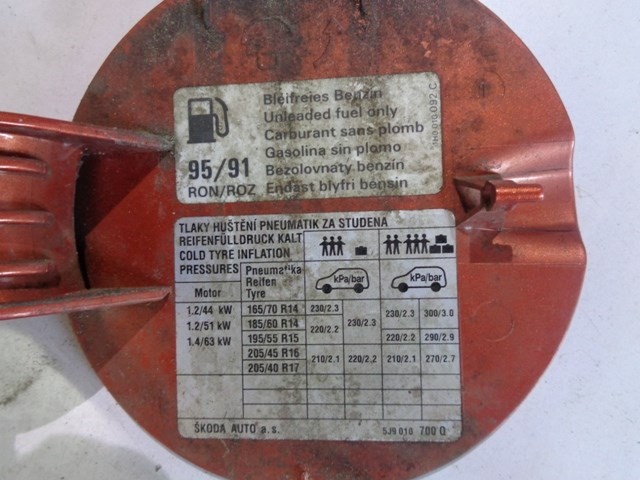 Bleifreies Benzin
Unleaded fuel only
Carburant sans plomb
Gasolina sin plomo
95/91 Bezolovnaty benzín
RON/ROZ Endast blyfri bensin
TLAKY HUŠTĚNÍ PNEUMATIK ZA STUDENA
REIFENFÜLLDRUCK KALT
COLD TYRE INFLATION
PRESSURES
Pneumatika
Reifen
Tyre
kPa/bar kPa/bar
Motor
1.2/44 kW 165/70 R14 230/2.3 230/2.3 300/3.0
1.2/51 kW 185/60 R14 220/2.2 230/2.3
1.4/63 kW 195/55 R15 220/2.2 290/2.9
205/45 R16 210/2.1 220/2.2 210/2.1 270/2.7
205/40 R17
ŠKODA AUTO a.s. 5J9 010 700 Q